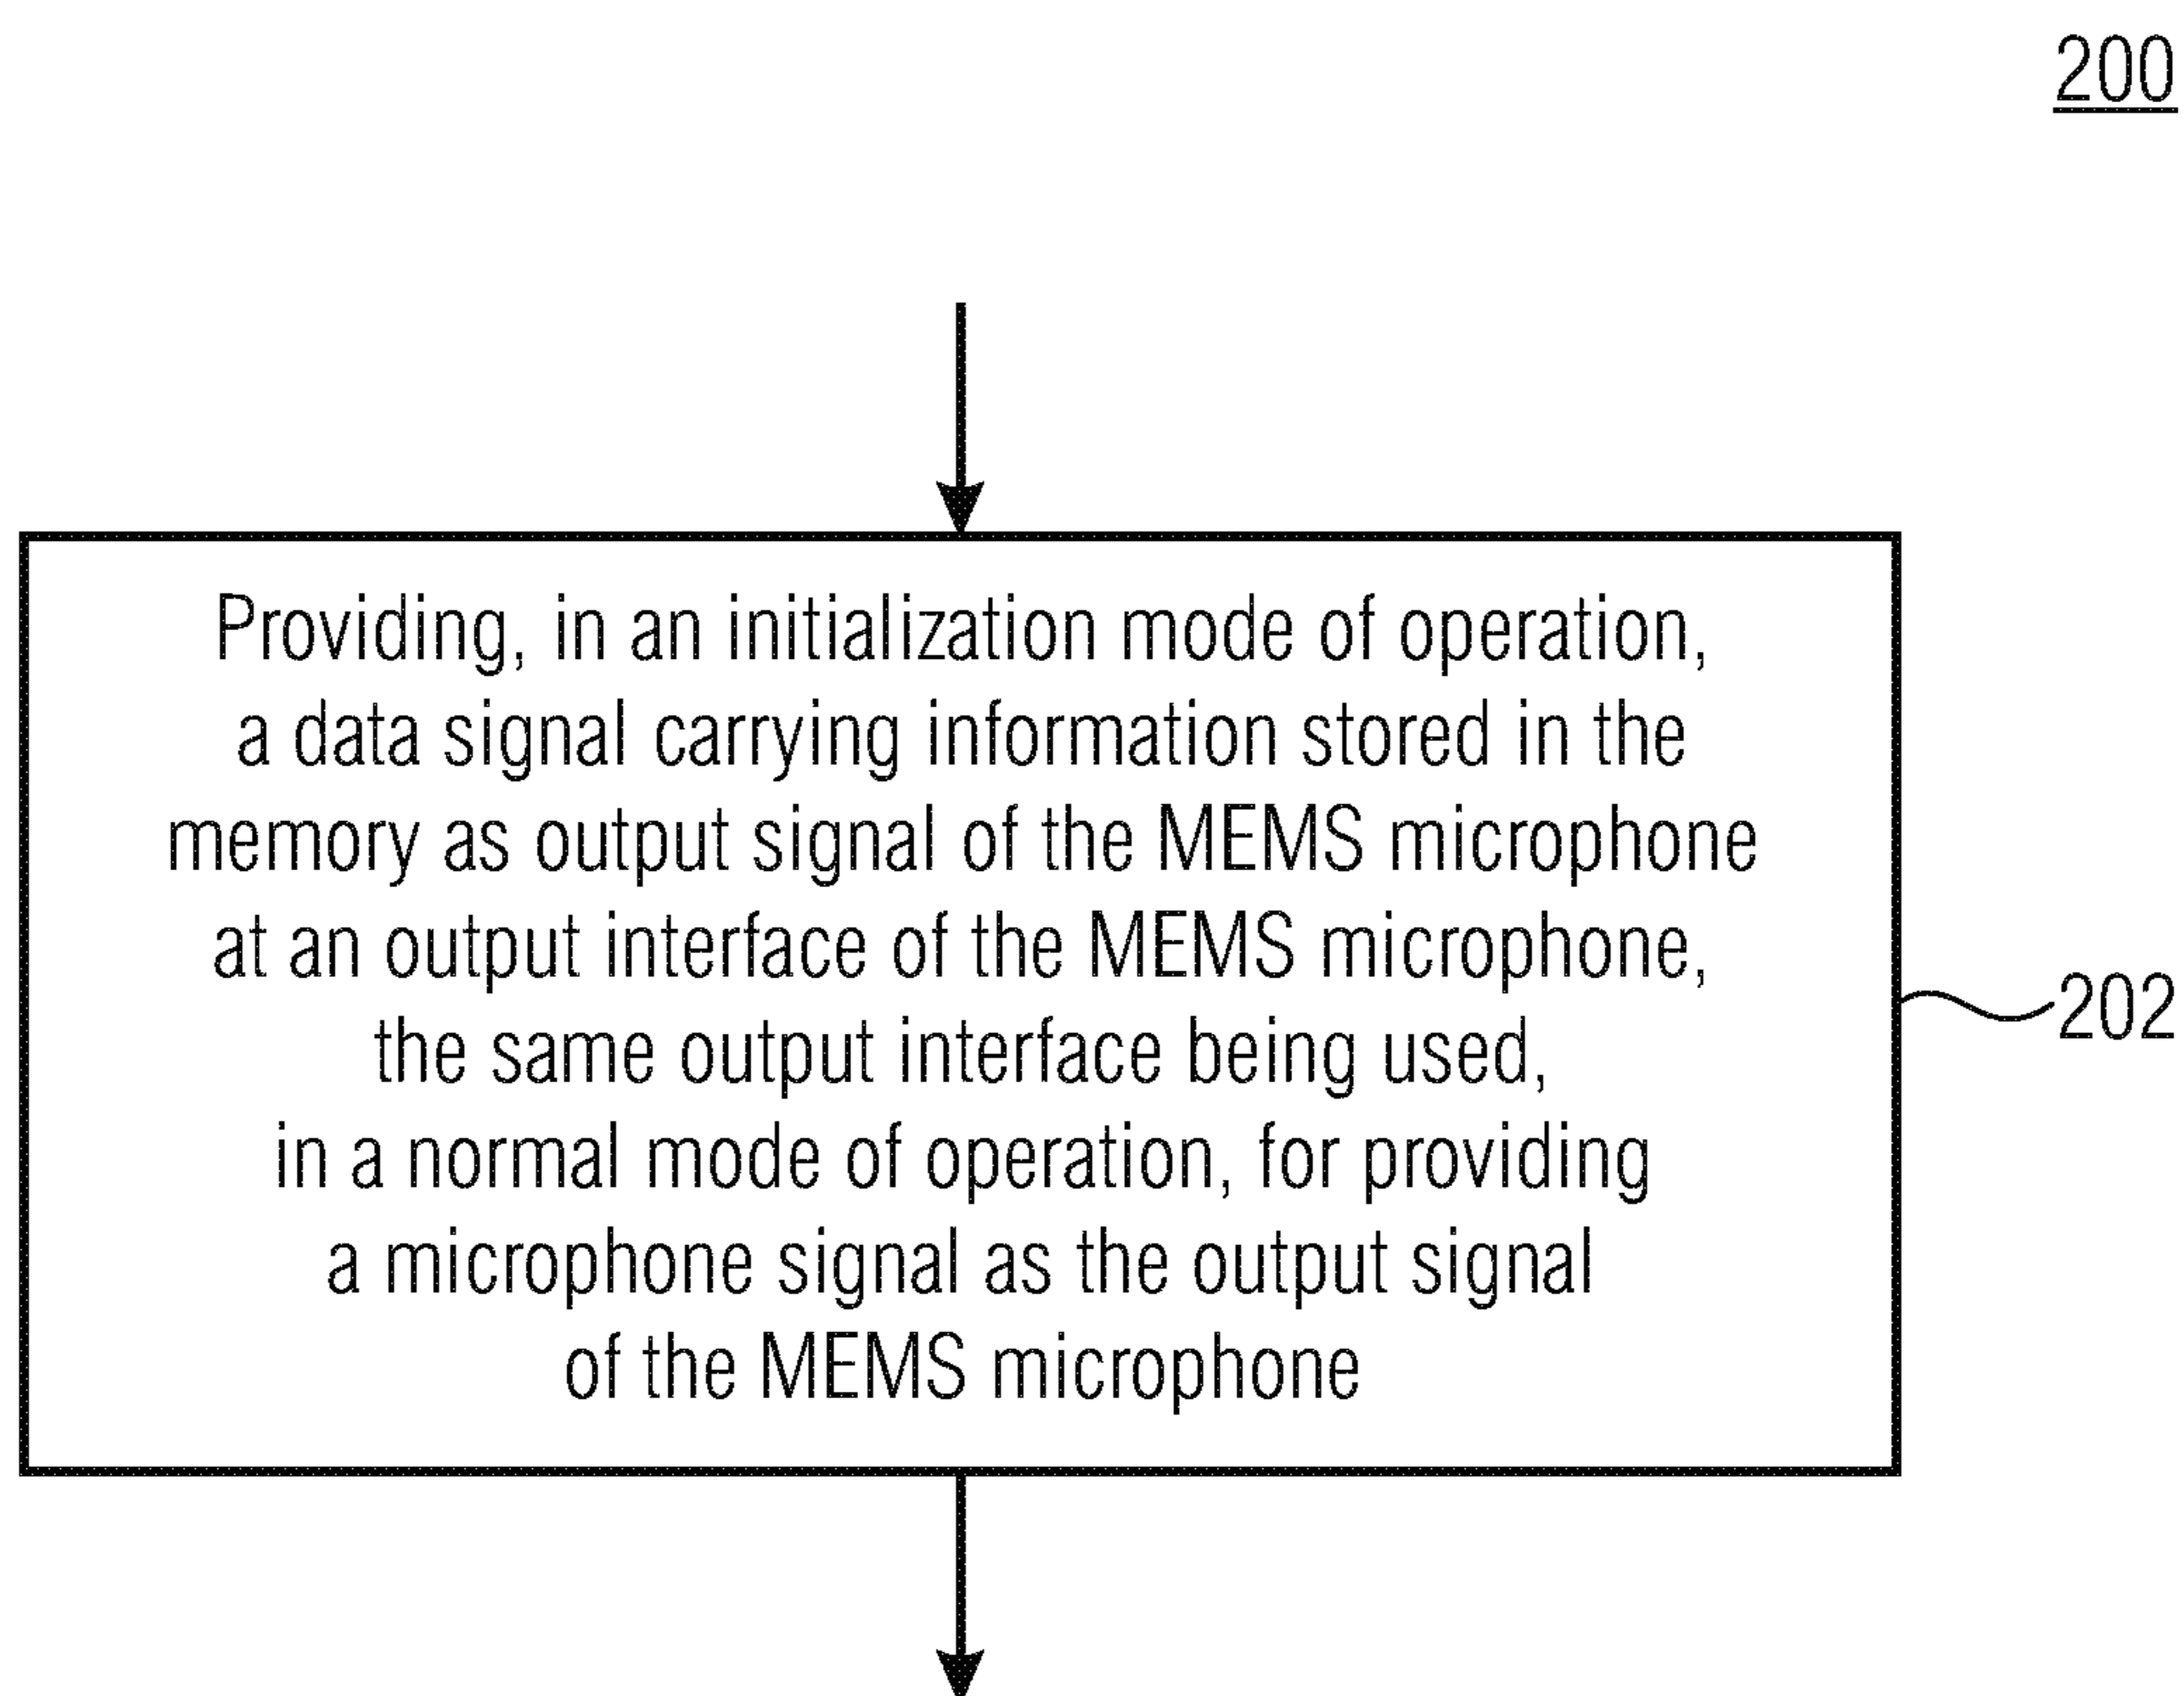 200
Providing, in an initialization mode of operation,
a data signal carrying information stored in the
memory as output signal of the MEMS microphone
at an output interface of the MEMS microphone,
the same output interface being used,
in a normal mode of operation, for providing
a microphone signal as the output signal
of the MEMS microphone
202